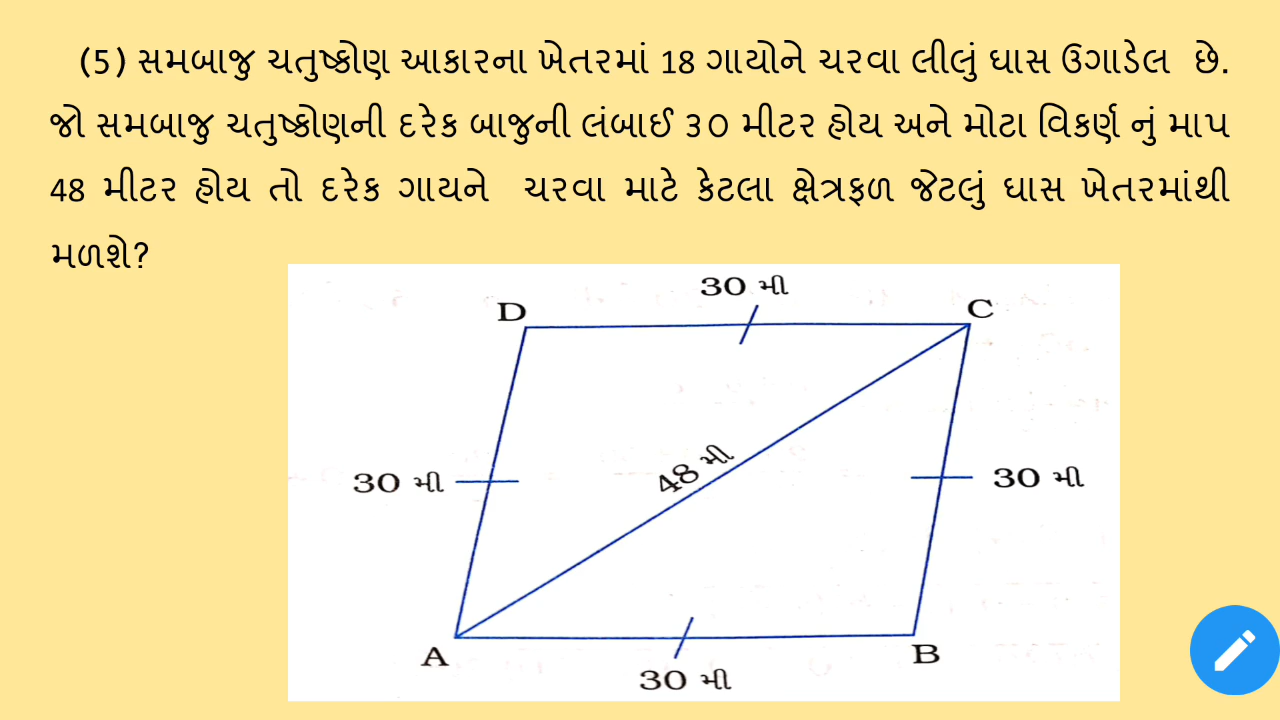 (5) સમબાજુ ચતુષ્કોણ આકારના ખેતરમાં 18 ગાયોને ચરવા લીલું ઘાસ ઉગાડેલ છે.
જો સમબાજુ ચતુષ્કોણની દરેક બાજુની લંબાઈ ૩૦ મીટર હોય અને મોટા વિકર્ણ નું માપ
48 મીટર હોય તો દરેક ગાયને ચરવા માટે કેટલા ક્ષેત્રફળ જેટલું ઘાસ ખેતરમાંથી
મળશે?
30 મી
D
C
48 મી
30 મી
30 મી
A
B
30 મી